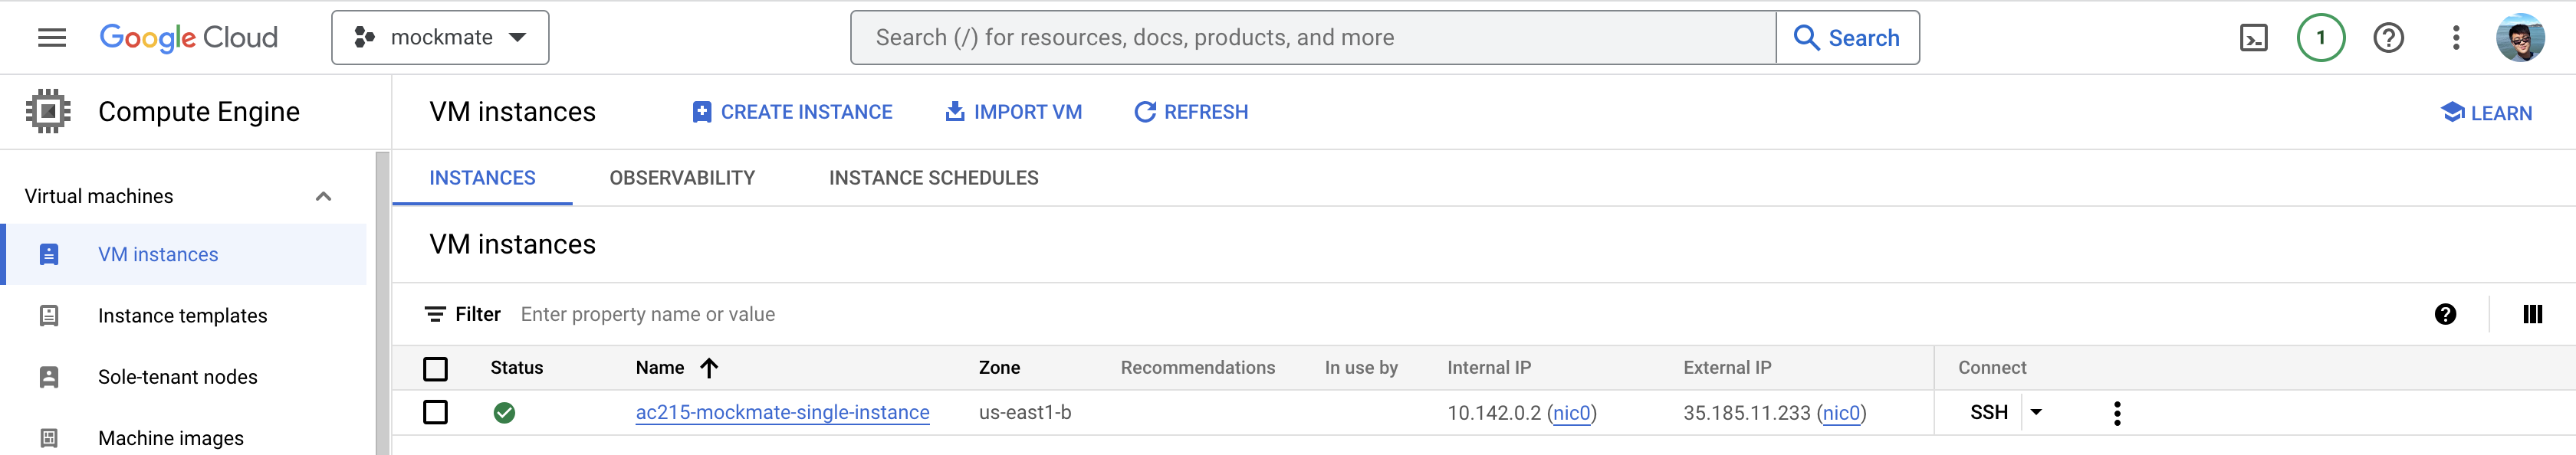 Google Cloud mockmate Search (/) for resources, docs, products, and more Search 1
Compute Engine VM instances CREATE INSTANCE IMPORT VM REFRESH LEARN
Virtual machines
VM instances
Instance templates
Sole-tenant nodes
Machine images
INSTANCES OBSERVABILITY INSTANCE SCHEDULES
VM instances
Filter Enter property name or value
Status Name Zone Recommendations In use by Internal IP External IP Connect
ac215-mockmate-single-instance us-east1-b 10.142.0.2 (nic0) 35.185.11.233 (nic0) SSH